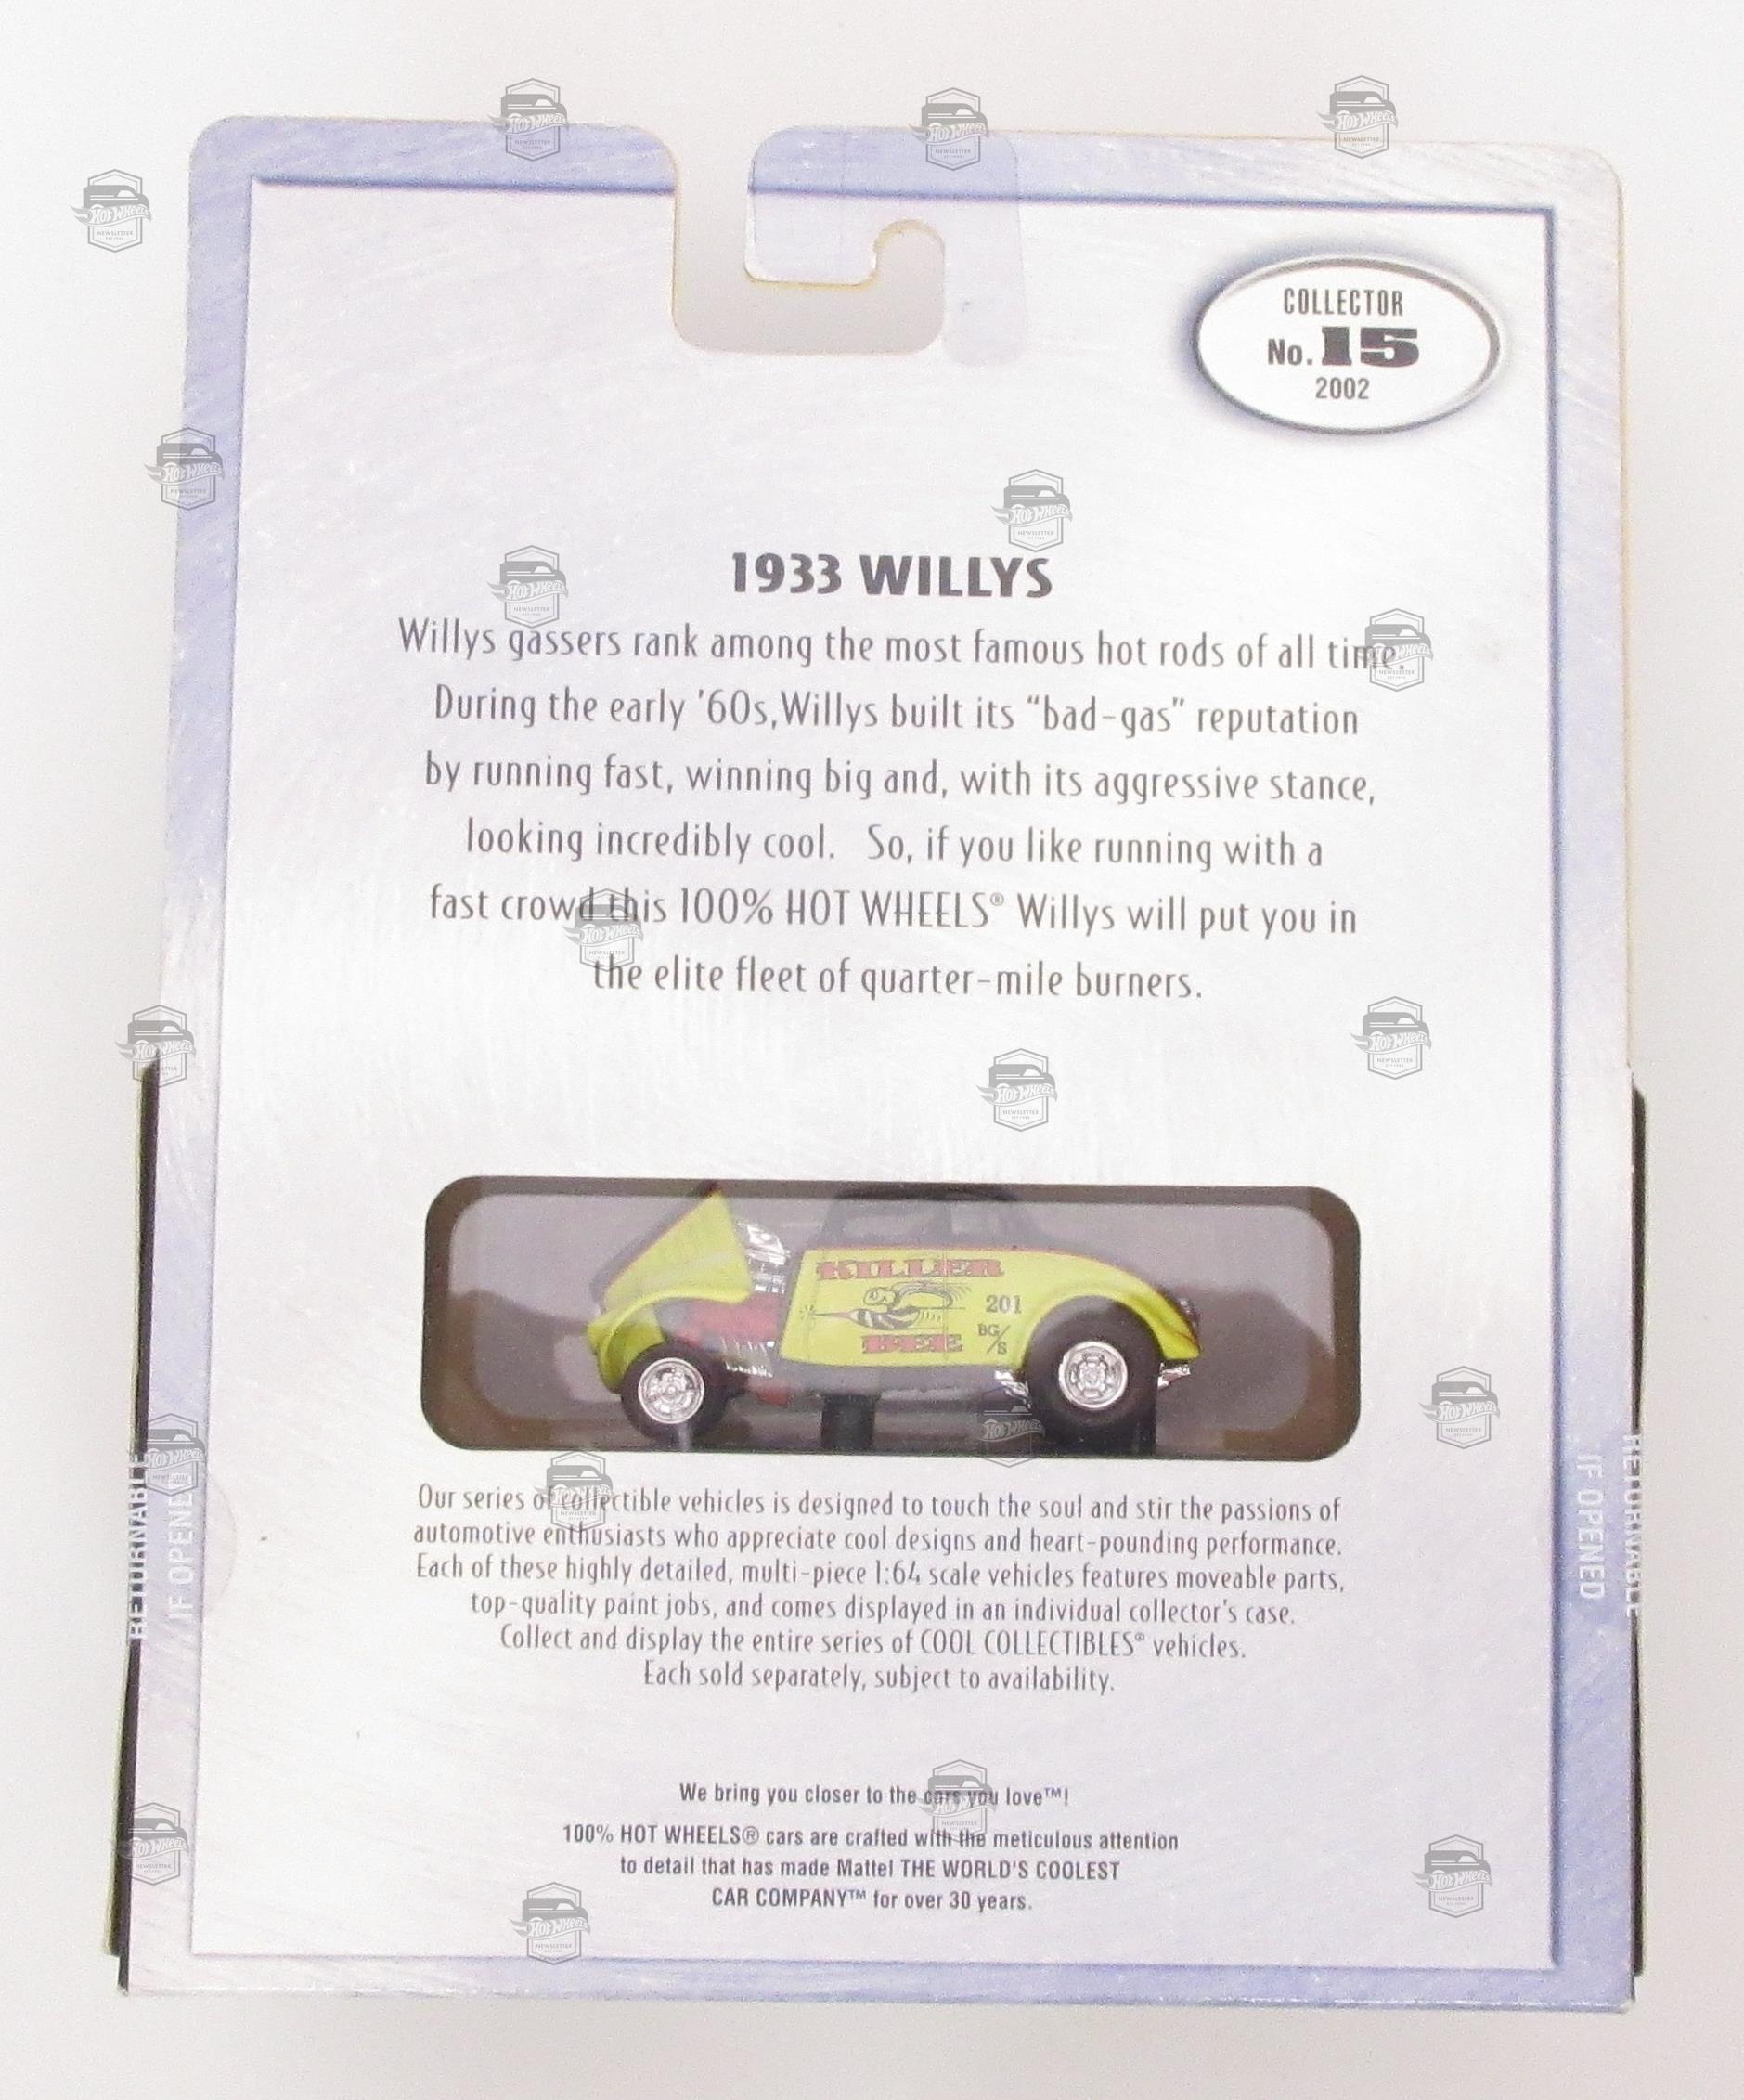 COLLECTOR
No. 15
2002
1933 WILLYS
Willys gassers rank among the most famous hot rods of all time.
During the early '60s,Willys built its “bad-gas” reputation
by running fast, winning big and, with its aggressive stance,
looking incredibly cool. So, if you like running with a
fast crowd this 100% HOT WHEELS® Willys will put you in
the elite fleet of quarter-mile burners.
KILLER
BEE
201
BG/S
Our series of collectible vehicles is designed to touch the soul and stir the passions of
automotive enthusiasts who appreciate cool designs and heart-pounding performance.
Each of these highly detailed, multi-piece 1:64 scale vehicles features moveable parts,
top-quality paint jobs, and comes displayed in an individual collector's case.
Collect and display the entire series of COOL COLLECTIBLES® vehicles.
Each sold separately, subject to availability.
We bring you closer to the cars you love™!
100% HOT WHEELS® cars are crafted with the meticulous attention
to detail that has made Mattel THE WORLD'S COOLEST
CAR COMPANY™ for over 30 years.
RETURNABLE
IF OPENED
RETURNABLE
IF OPENED
Hot Wheels
NEWSLETTER